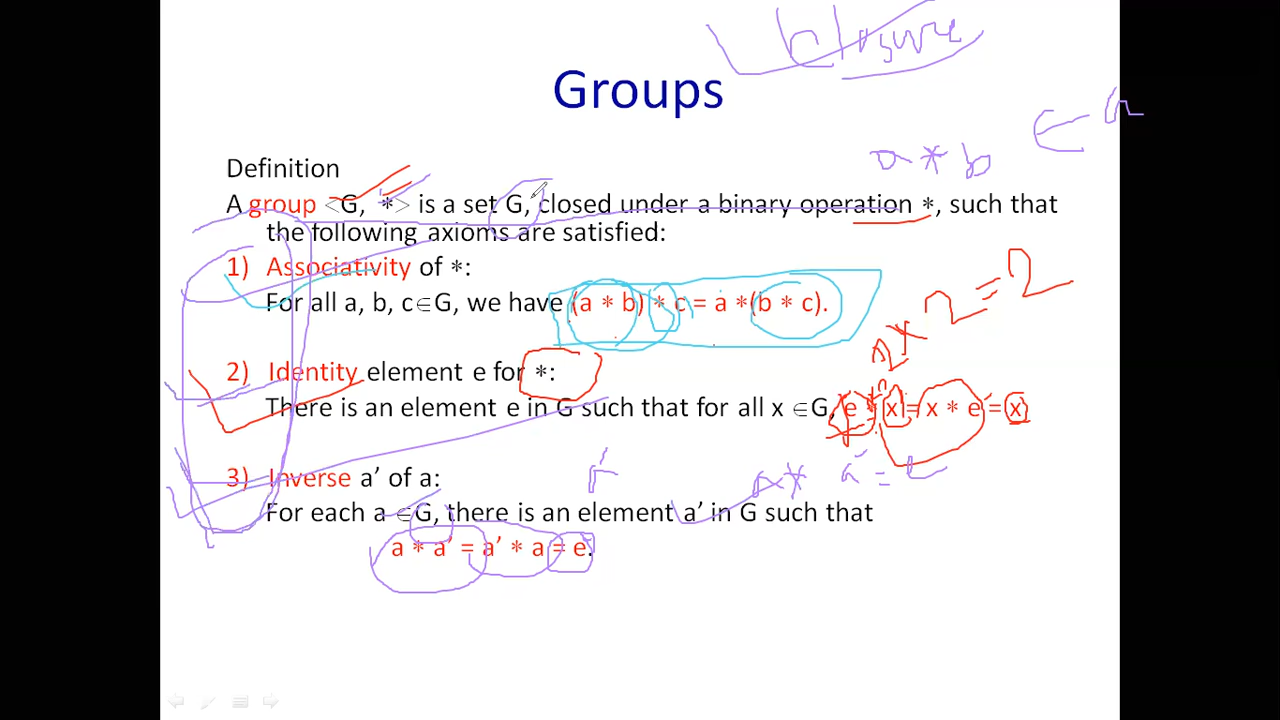 closure
Groups
∈ G
a * b
Definition
A group <G, *> is a set G, closed under a binary operation *, such that
the following axioms are satisfied:
1) Associativity of *:
For all a, b, c∈G, we have (a * b) * c = a *(b * c).
2) Identity element e for *:
There is an element e in G such that for all x ∈G, e * x = x * e = x
3) Inverse a’ of a:
a * a' = e
For each a ∈G, there is an element a’ in G such that
a * a’ = a’ * a = e.